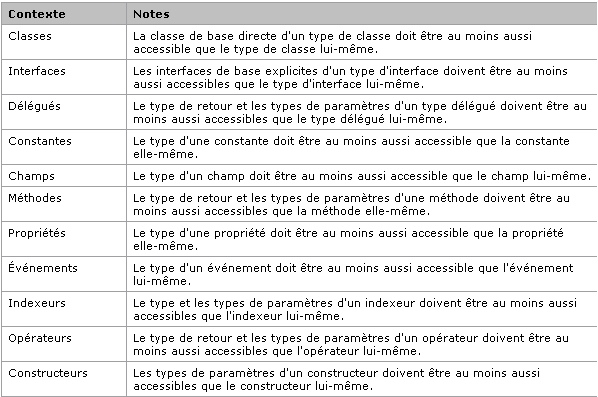 Contexte Notes
Classes La classe de base directe d'un type de classe doit être au moins aussi
accessible que le type de classe lui-même.
Interfaces Les interfaces de base explicites d'un type d'interface doivent être au moins
aussi accessibles que le type d'interface lui-même.
Délégués Le type de retour et les types de paramètres d'un type délégué doivent être au
moins aussi accessibles que le type délégué lui-même.
Constantes Le type d'une constante doit être au moins aussi accessible que la constante
elle-même.
Champs Le type d'un champ doit être au moins aussi accessible que le champ lui-même.
Méthodes Le type de retour et les types de paramètres d'une méthode doivent être au
moins aussi accessibles que la méthode elle-même.
Propriétés Le type d'une propriété doit être au moins aussi accessible que la propriété
elle-même.
Événements Le type d'un événement doit être au moins aussi accessible que l'événement
lui-même.
Indexeurs Le type et les types de paramètres d'un indexeur doivent être au moins aussi
accessibles que l'indexeur lui-même.
Opérateurs Le type de retour et les types de paramètres d'un opérateur doivent être au
moins aussi accessibles que l'opérateur lui-même.
Constructeurs Les types de paramètres d'un constructeur doivent être au moins aussi
accessibles que le constructeur lui-même.